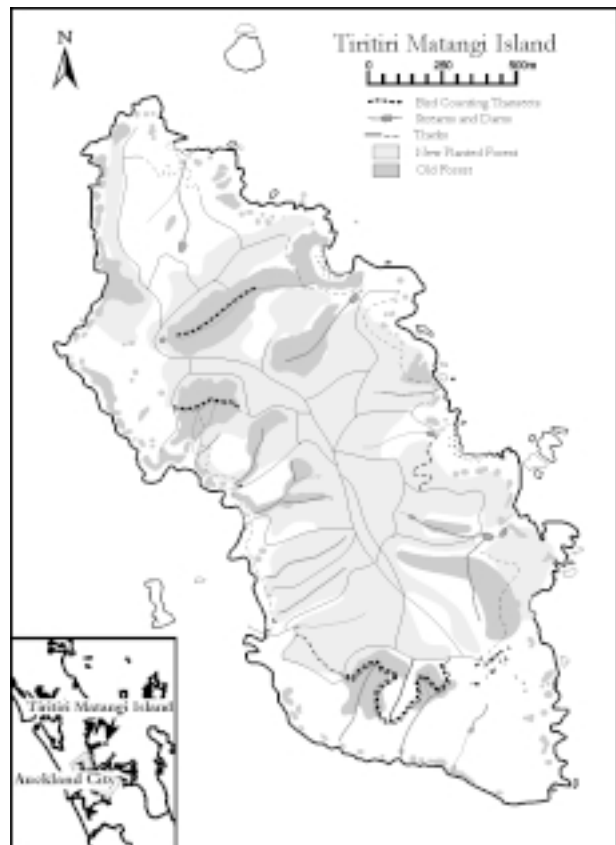 N
Tiritiri Matangi Island
0 250 500m
Bird Counting Transects
Streams and Dams
Tracks
New Planted Forest
Old Forest
Tiritiri Matangi Island
Auckland City